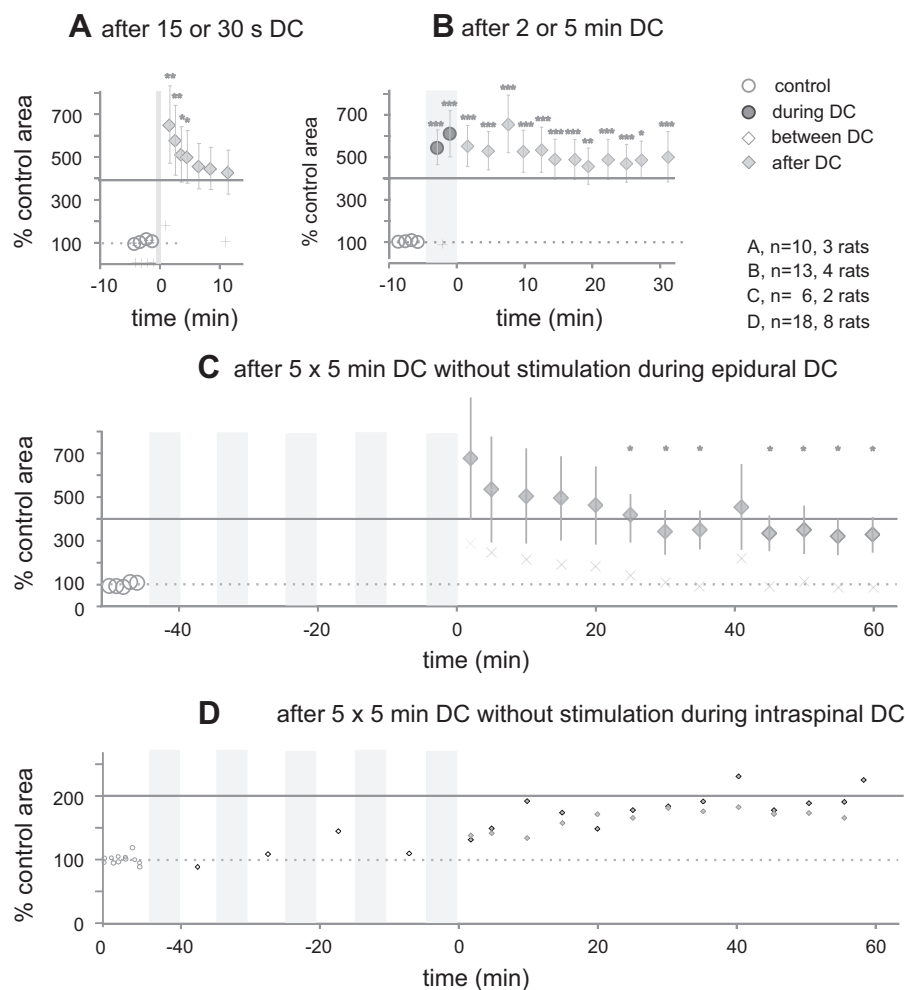 A after 15 or 30 s DC
B after 2 or 5 min DC
% control area
700
500
300
100
** ** * *
-10 0 10
time (min)
% control area
700
500
300
100
*** *** *** *** *** *** *** *** *** ** *** *** * ***
-10 0 10 20 30
time (min)
control
during DC
between DC
after DC
A, n=10, 3 rats
B, n=13, 4 rats
C, n= 6, 2 rats
D, n=18, 8 rats
C after 5 x 5 min DC without stimulation during epidural DC
% control area
700
500
300
100
0
* * * * * * *
-40 -20 0 20 40 60
time (min)
D after 5 x 5 min DC without stimulation during intraspinal DC
% control area
200
100
0
0 -40 -20 0 20 40 60
time (min)